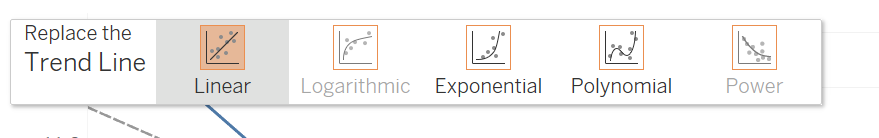 Replace the
Trend Line
Linear
Logarithmic
Exponential
Polynomial
Power